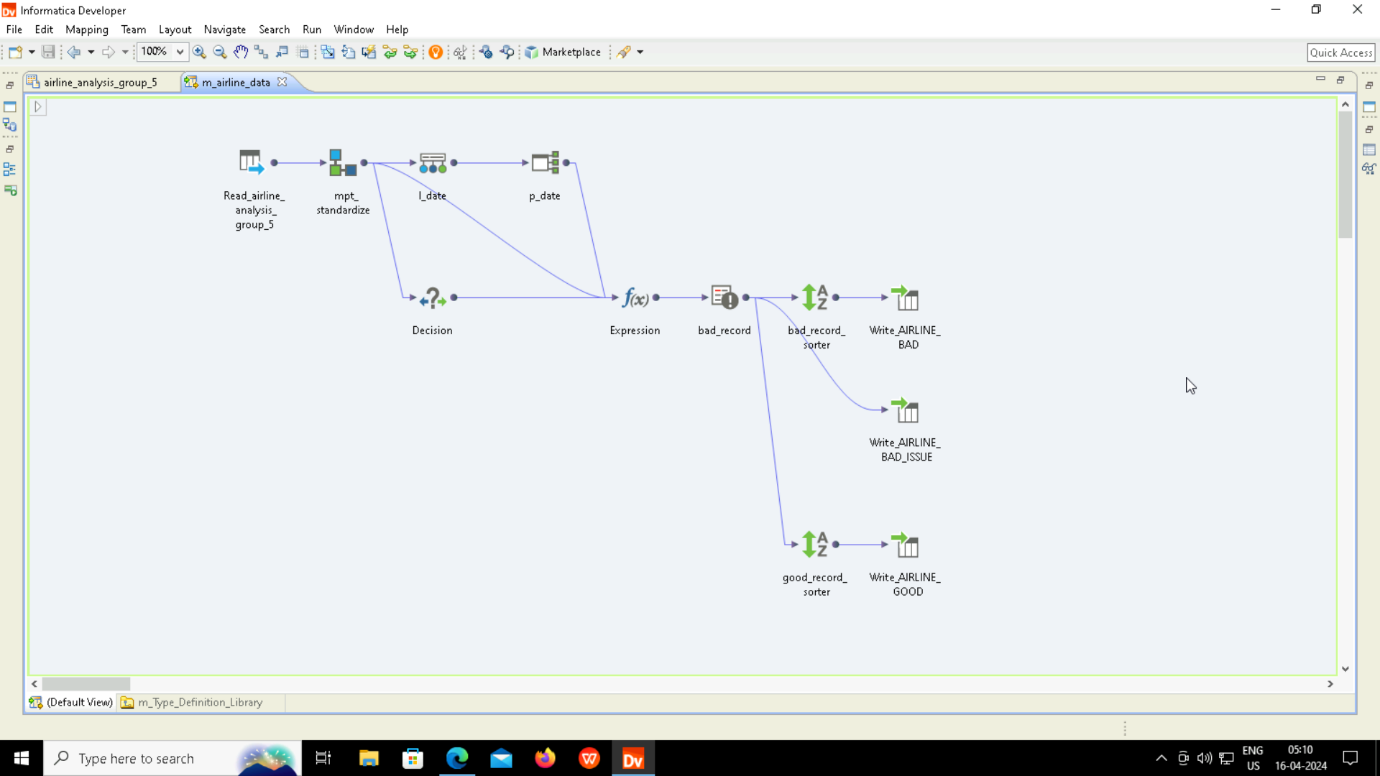 Informatica Developer
File Edit Mapping Team Layout Navigate Search Run Window Help
100% Marketplace Quick Access
airline_analysis_group_5 m_airline_data
Read_airline_
analysis_
group_5
mpt_
standardize
l_date
p_date
Decision
Expression
bad_record
bad_record_
sorter
Write_AIRLINE_
BAD
Write_AIRLINE_
BAD_ISSUE
good_record_
sorter
Write_AIRLINE_
GOOD
(Default View) m_Type_Definition_Library
Type here to search
Dv
ENG
US
05:10
16-04-2024